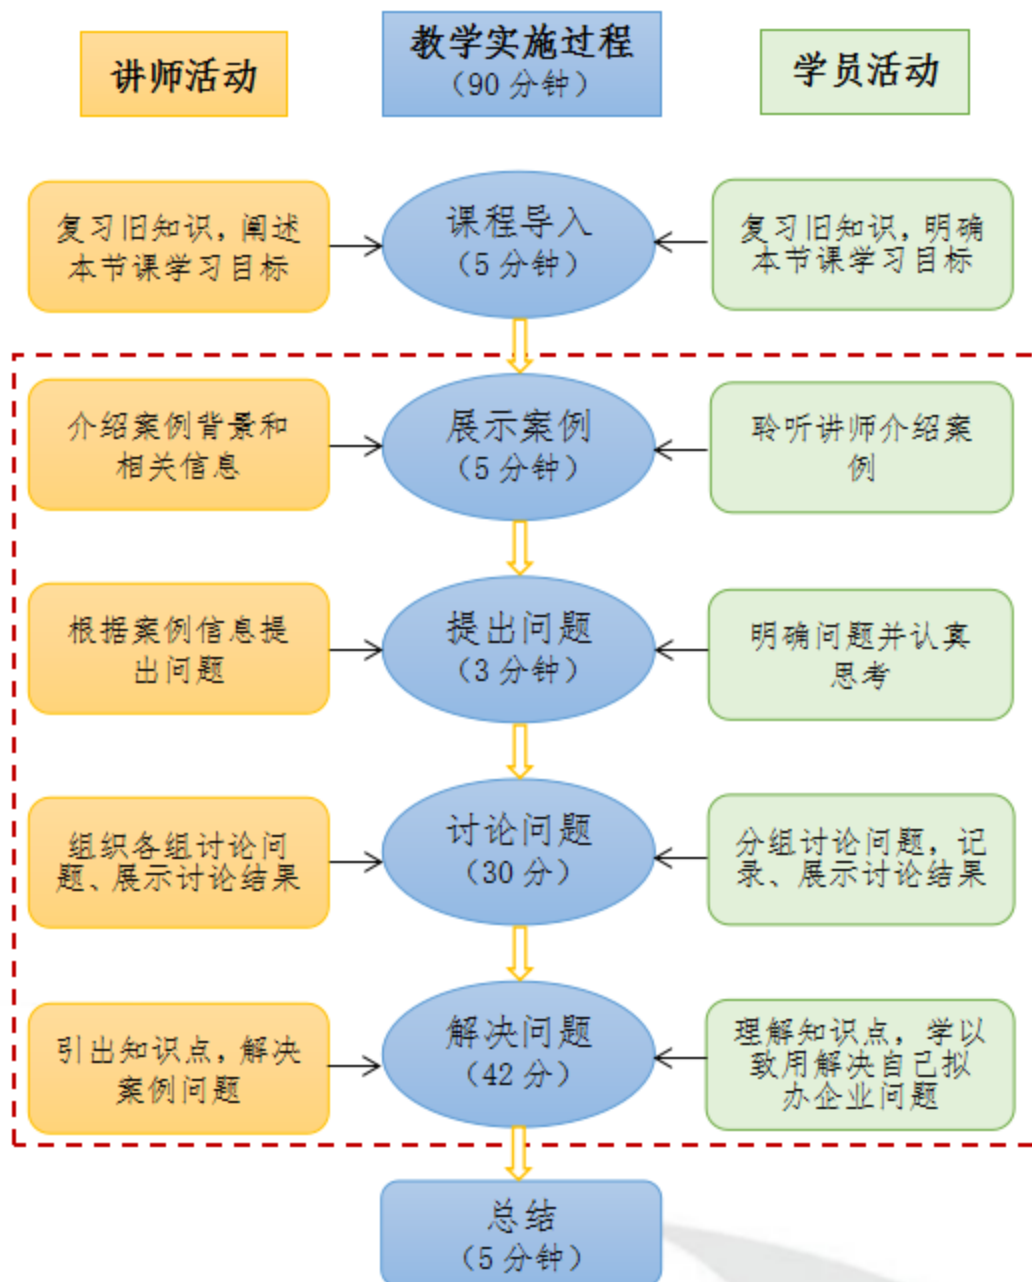 讲师活动
教学实施过程
（90 分钟）
学员活动
复习旧知识，阐述
本节课学习目标
课程导入
（5 分钟）
复习旧知识，明确
本节课学习目标
介绍案例背景和
相关信息
展示案例
（5 分钟）
聆听讲师介绍案
例
根据案例信息提
出问题
提出问题
（3 分钟）
明确问题并认真
思考
组织各组讨论问
题、展示讨论结果
讨论问题
（30 分）
分组讨论问题，记
录、展示讨论结果
引出知识点，解决
案例问题
解决问题
（42 分）
理解知识点，学以
致用解决自己拟
办企业问题
总结
（5 分钟）